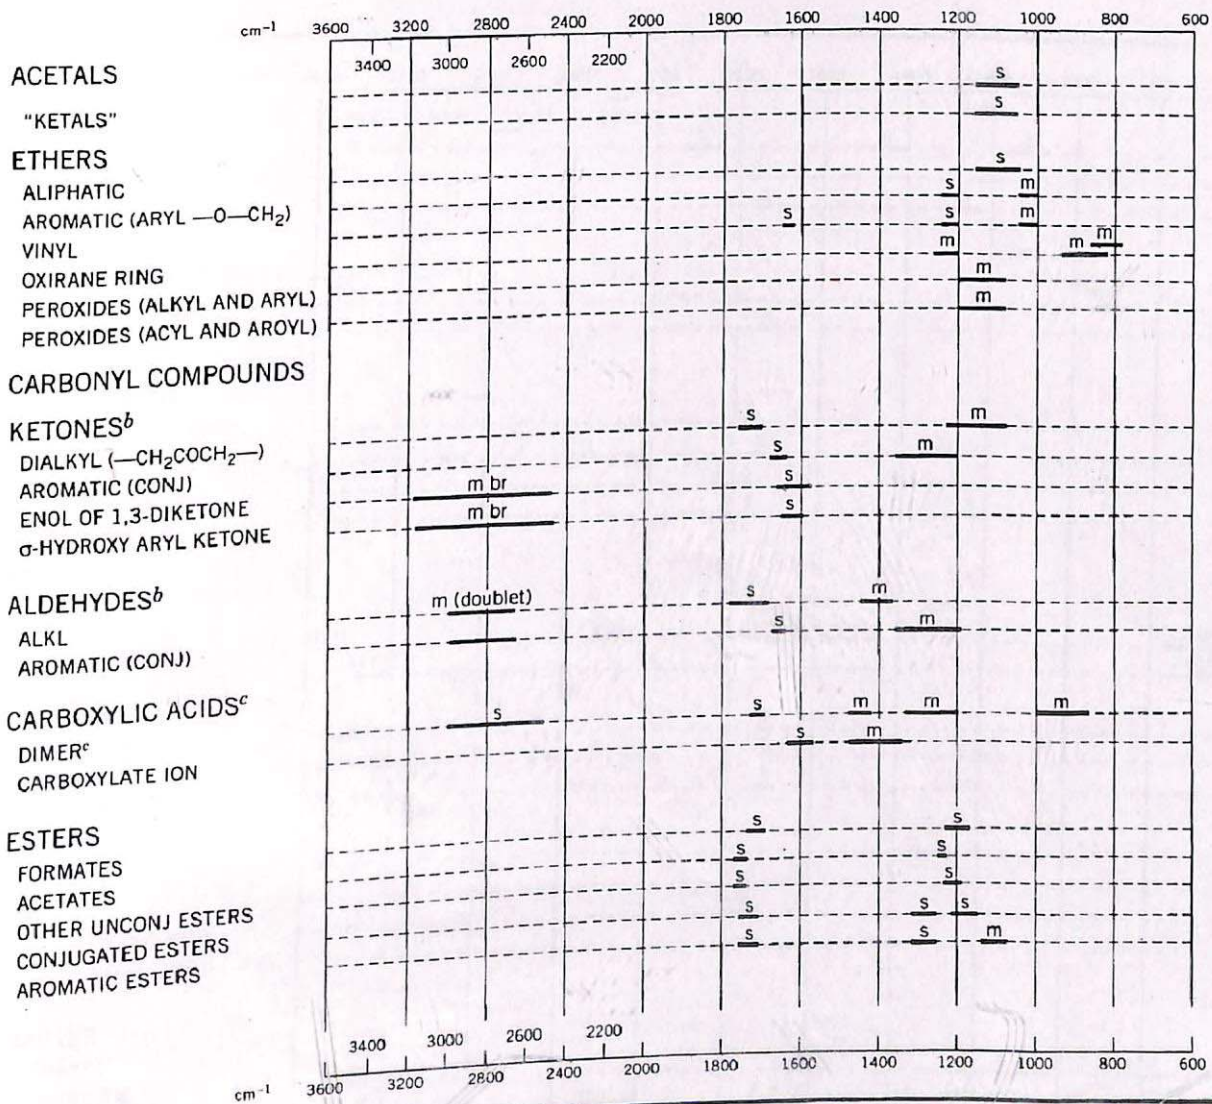 cm⁻¹ 3600 3200 2800 2400 2000 1800 1600 1400 1200 1000 800 600
3400 3000 2600 2200
ACETALS s
"KETALS" s
ETHERS s
ALIPHATIC s m
AROMATIC (ARYL —O—CH₂) s s m
VINYL m m m
OXIRANE RING m
PEROXIDES (ALKYL AND ARYL) m
PEROXIDES (ACYL AND AROYL)
CARBONYL COMPOUNDS
KETONESᵇ s m
DIALKYL (—CH₂COCH₂—) s m
AROMATIC (CONJ) m br s
ENOL OF 1,3-DIKETONE m br s
σ-HYDROXY ARYL KETONE
ALDEHYDESᵇ m (doublet) s m
ALKL s m
AROMATIC (CONJ)
CARBOXYLIC ACIDSᶜ s s m m m
DIMERᶜ s m
CARBOXYLATE ION
ESTERS s s
FORMATES s s
ACETATES s s
OTHER UNCONJ ESTERS s s s
CONJUGATED ESTERS s s m
AROMATIC ESTERS
3400 3000 2600 2200
cm⁻¹ 3600 3200 2800 2400 2000 1800 1600 1400 1200 1000 800 600